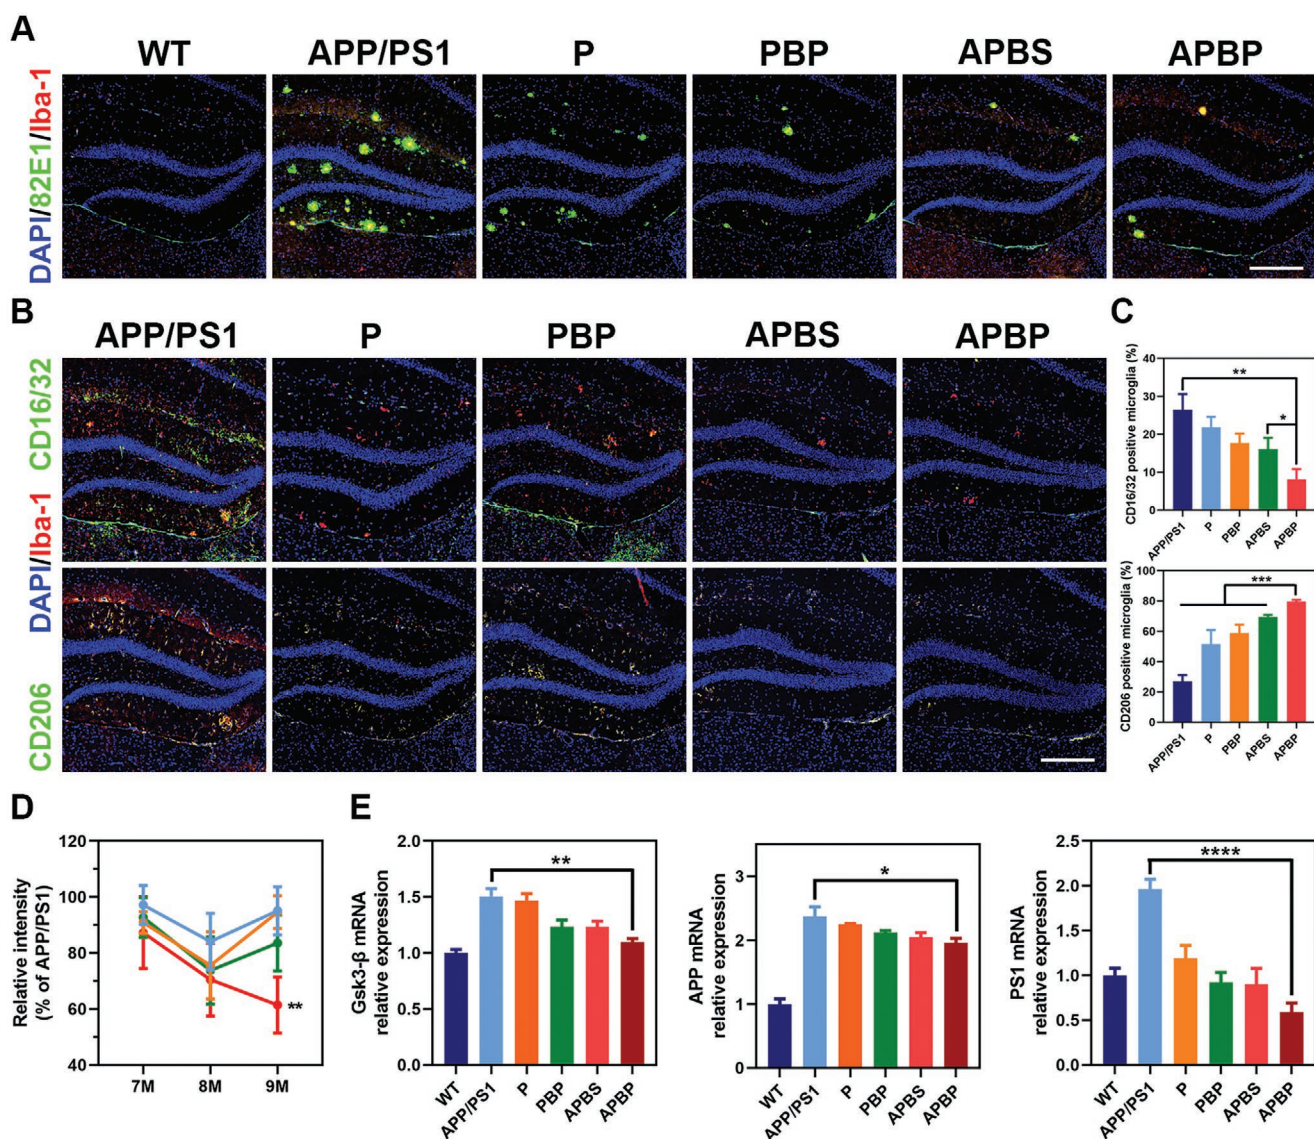 A
WT APP/PS1 P PBP APBS APBP
DAPI/82E1/Iba-1
B
APP/PS1 P PBP APBS APBP
CD16/32
DAPI/Iba-1
CD206
C
CD16/32 positive microglia (%)
40
30
20
10
0
**
*
APP/PS1 P PBP APBS APBP
CD206 positive microglia (%)
100
80
60
40
20
0
***
APP/PS1 P PBP APBS APBP
D
Relative intensity
(% of APP/PS1)
120
100
80
60
40
**
7M 8M 9M
E
Gsk3-β mRNA
relative expression
2.0
1.5
1.0
0.5
0.0
**
WT APP/PS1 P PBP APBS APBP
APP mRNA
relative expression
3
2
1
0
*
WT APP/PS1 P PBP APBS APBP
PS1 mRNA
relative expression
2.5
2.0
1.5
1.0
0.5
0.0
****
WT APP/PS1 P PBP APBS APBP